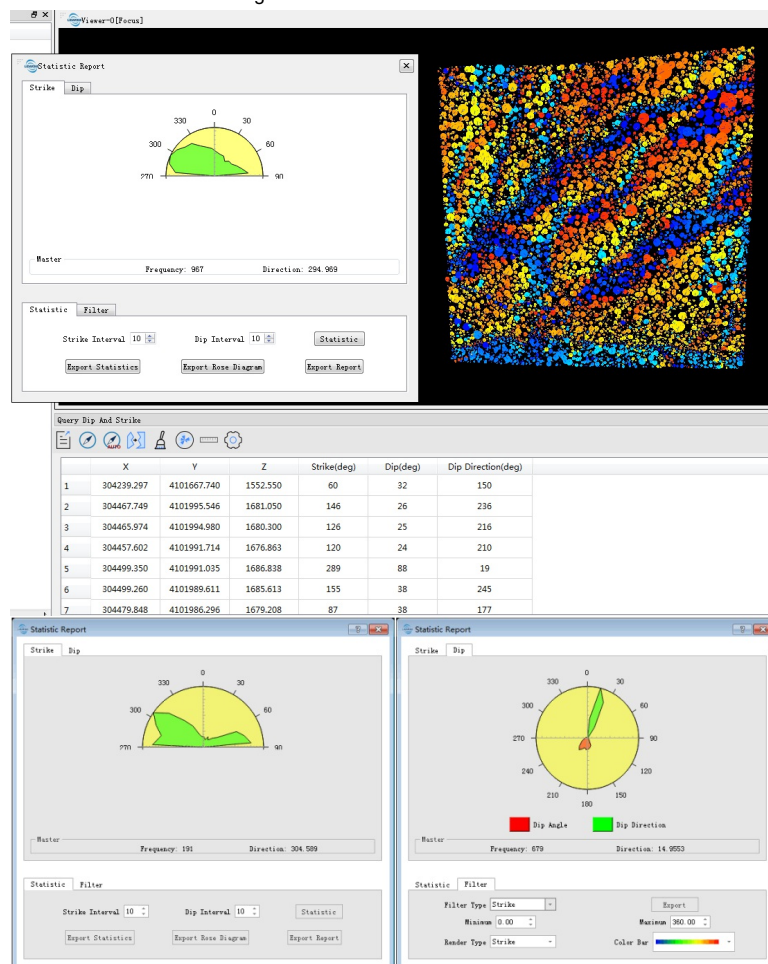 Viewer-0[Focus]
Statistic Report
Strike Dip
0
330 30
300 60
270 90
Master
Frequency: 967 Direction: 294.969
Statistic Filter
Strike Interval 10 Dip Interval 10 Statistic
Export Statistics Export Rose Diagram Export Report
Query Dip And Strike
AUTO
X Y Z Strike(deg) Dip(deg) Dip Direction(deg)
1 304239.297 4101667.740 1552.550 60 32 150
2 304467.749 4101995.546 1681.050 146 26 236
3 304465.974 4101994.980 1680.300 126 25 216
4 304457.602 4101991.714 1676.863 120 24 210
5 304499.350 4101991.035 1686.838 289 88 19
6 304499.260 4101989.611 1685.613 155 38 245
7 304479.848 4101986.296 1679.208 87 38 177
Statistic Report
Strike Dip
0
330 30
300 60
270 90
Master
Frequency: 191 Direction: 304.589
Statistic Filter
Strike Interval 10 Dip Interval 10 Statistic
Export Statistics Export Rose Diagram Export Report
Statistic Report
Strike Dip
0
330 30
300 60
270 90
240 120
210 150
180
Dip Angle Dip Direction
Master
Frequency: 679 Direction: 14.9553
Statistic Filter
Filter Type Strike Export
Minimum 0.00 Maximum 360.00
Render Type Strike Color Bar